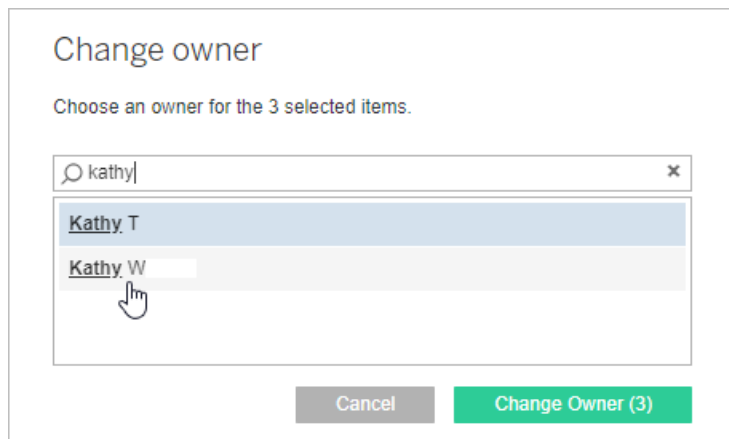 Change owner
Choose an owner for the 3 selected items.
kathy
Kathy T
Kathy W
Cancel Change Owner (3)